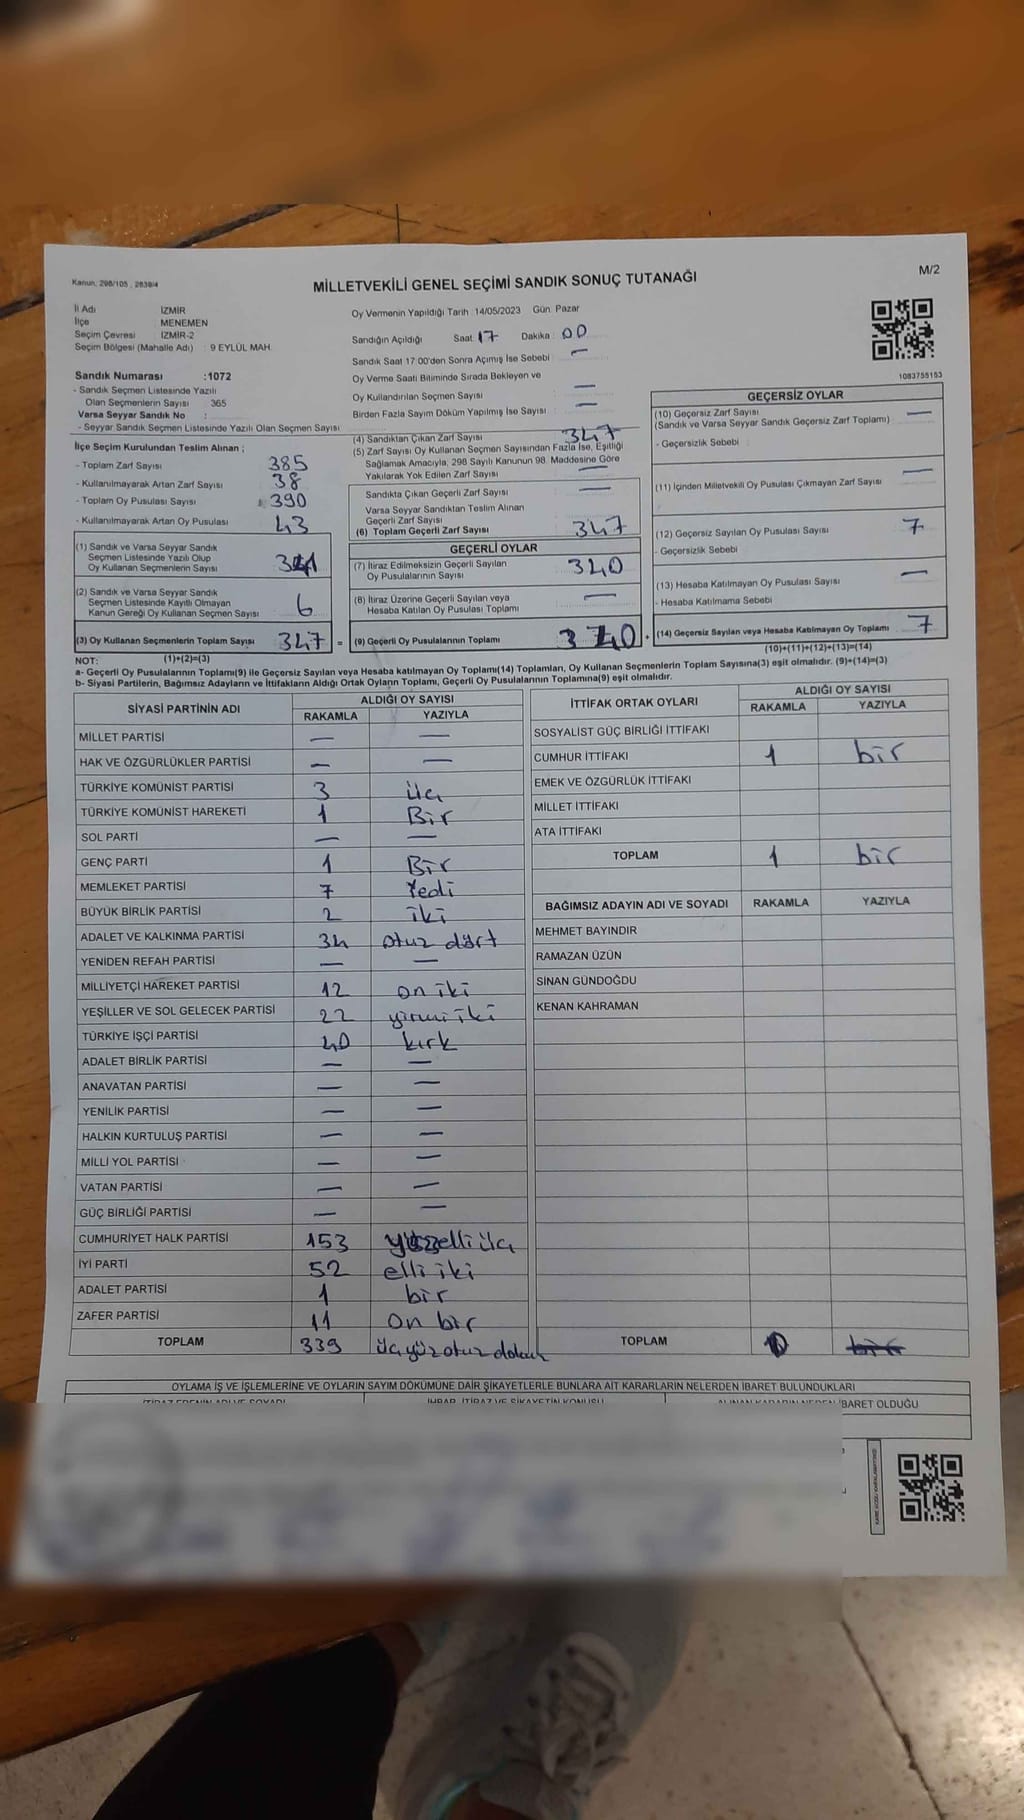 Kanun, 298/105 , 2839/4
MİLLETVEKİLİ GENEL SEÇİMİ SANDIK SONUÇ TUTANAĞI
M/2
İl Adı İZMİR
İlçe MENEMEN
Seçim Çevresi : İZMİR-2
Seçim Bölgesi (Mahalle Adı) : 9 EYLÜL MAH.
Sandık Numarası :1072
- Sandık Seçmen Listesinde Yazılı
Olan Seçmenlerin Sayısı : 365
Varsa Seyyar Sandık No :
- Seyyar Sandık Seçmen Listesinde Yazılı Olan Seçmen Sayısı
Oy Vermenin Yapıldığı Tarih : 14/05/2023 Gün: Pazar
Sandığın Açıldığı Saat: 17 Dakika : 00
Sandık Saat 17:00'den Sonra Açımış İse Sebebi : —
Oy Verme Saati Bitiminde Sırada Bekleyen ve
Oy Kullandırılan Seçmen Sayısı —
Birden Fazla Sayım Döküm Yapılmış İse Sayısı —
1083755153
İlçe Seçim Kurulundan Teslim Alınan ;
- Toplam Zarf Sayısı 385
- Kullanılmayarak Artan Zarf Sayısı 38
- Toplam Oy Pusulası Sayısı 390
- Kullanılmayarak Artan Oy Pusulası 43
(1) Sandık ve Varsa Seyyar Sandık
Seçmen Listesinde Yazılı Olup
Oy Kullanan Seçmenlerin Sayısı 341
(2) Sandık ve Varsa Seyyar Sandık
Seçmen Listesinde Kayıtlı Olmayan
Kanun Gereği Oy Kullanan Seçmen Sayısı 6
(3) Oy Kullanan Seçmenlerin Toplam Sayısı 347 =
(1)+(2)=(3)
(4) Sandıktan Çıkan Zarf Sayısı 347
(5) Zarf Sayısı Oy Kullanan Seçmen Sayısından Fazla İse, Eşitliği
Sağlamak Amacıyla, 298 Sayılı Kanunun 98. Maddesine Göre
Yakılarak Yok Edilen Zarf Sayısı —
Sandıkta Çıkan Geçerli Zarf Sayısı —
Varsa Seyyar Sandıktan Teslim Alınan
Geçerli Zarf Sayısı
(6) Toplam Geçerli Zarf Sayısı 347
GEÇERLİ OYLAR
(7) İtiraz Edilmeksizin Geçerli Sayılan
Oy Pusulalarının Sayısı 340
(8) İtiraz Üzerine Geçerli Sayılan veya
Hesaba Katılan Oy Pusulası Toplamı —
(9) Geçerli Oy Pusulalarının Toplamı 340 +
GEÇERSİZ OYLAR
(10) Geçersiz Zarf Sayısı —
(Sandık ve Varsa Seyyar Sandık Geçersiz Zarf Toplamı)
- Geçersizlik Sebebi :
(11) İçinden Milletvekili Oy Pusulası Çıkmayan Zarf Sayısı —
(12) Geçersiz Sayılan Oy Pusulası Sayısı 7
- Geçersizlik Sebebi
(13) Hesaba Katılmayan Oy Pusulası Sayısı —
- Hesaba Katılmama Sebebi
(14) Geçersiz Sayılan veya Hesaba Katılmayan Oy Toplamı 7
(10)+(11)+(12)+(13)=(14)
NOT:
a- Geçerli Oy Pusulalarının Toplamı(9) ile Geçersiz Sayılan veya Hesaba katılmayan Oy Toplamı(14) Toplamları, Oy Kullanan Seçmenlerin Toplam Sayısına(3) eşit olmalıdır. (9)+(14)=(3)
b- Siyasi Partilerin, Bağımsız Adayların ve İttifakların Aldığı Ortak Oyların Toplamı, Geçerli Oy Pusulalarının Toplamına(9) eşit olmalıdır.
SİYASİ PARTİNİN ADI ALDIĞI OY SAYISI
RAKAMLA YAZIYLA
MİLLET PARTİSİ — —
HAK VE ÖZGÜRLÜKLER PARTİSİ — —
TÜRKİYE KOMÜNİST PARTİSİ 3 üç
TÜRKİYE KOMÜNİST HAREKETİ 1 Bir
SOL PARTİ — —
GENÇ PARTİ 1 Bir
MEMLEKET PARTİSİ 7 Yedi
BÜYÜK BİRLİK PARTİSİ 2 iki
ADALET VE KALKINMA PARTİSİ 34 otuz dört
YENİDEN REFAH PARTİSİ — —
MİLLİYETÇİ HAREKET PARTİSİ 12 on iki
YEŞİLLER VE SOL GELECEK PARTİSİ 22 yirmi iki
TÜRKİYE İŞÇİ PARTİSİ 40 kırk
ADALET BİRLİK PARTİSİ — —
ANAVATAN PARTİSİ — —
YENİLİK PARTİSİ — —
HALKIN KURTULUŞ PARTİSİ — —
MİLLİ YOL PARTİSİ — —
VATAN PARTİSİ — —
GÜÇ BİRLİĞİ PARTİSİ — —
CUMHURİYET HALK PARTİSİ 153 yüzelli üç
İYİ PARTİ 52 elli iki
ADALET PARTİSİ 1 bir
ZAFER PARTİSİ 11 on bir
TOPLAM 339 üçyüzotuz dokuz
İTTİFAK ORTAK OYLARI ALDIĞI OY SAYISI
RAKAMLA YAZIYLA
SOSYALİST GÜÇ BİRLİĞİ İTTİFAKI
CUMHUR İTTİFAKI 1 bir
EMEK VE ÖZGÜRLÜK İTTİFAKI
MİLLET İTTİFAKI
ATA İTTİFAKI
TOPLAM 1 bir
BAĞIMSIZ ADAYIN ADI VE SOYADI RAKAMLA YAZIYLA
MEHMET BAYINDIR
RAMAZAN ÜZÜN
SİNAN GÜNDOĞDU
KENAN KAHRAMAN
TOPLAM bir
OYLAMA İŞ VE İŞLEMLERİNE VE OYLARIN SAYIM DÖKÜMÜNE DAİR ŞİKAYETLERLE BUNLARA AİT KARARLARIN NELERDEN İBARET BULUNDUKLARI
İTİRAZ EDENİN ADI VE SOYADI İHBAR, İTİRAZ VE ŞİKAYETİN KONUSU ALINAN KARARIN NEDEN İBARET OLDUĞU